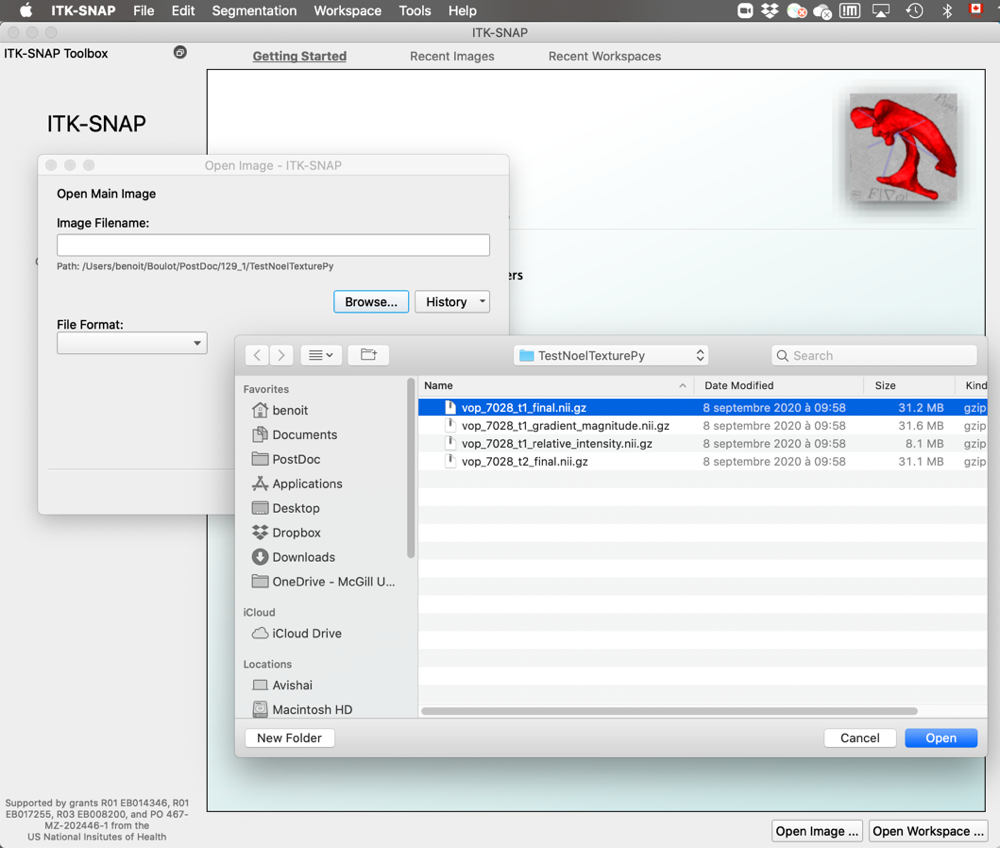 ITK-SNAP File Edit Segmentation Workspace Tools Help
ITK-SNAP
ITK-SNAP Toolbox
Getting Started Recent Images Recent Workspaces
ITK-SNAP
Open Image - ITK-SNAP
Open Main Image
Image Filename:
Path: /Users/benoit/Boulot/PostDoc/129_1/TestNoelTexturePy
ers
Browse... History
File Format:
TestNoelTexturePy
Search
Favorites
benoit
Documents
PostDoc
Applications
Desktop
Dropbox
Downloads
OneDrive - McGill U...
iCloud
iCloud Drive
Locations
Avishai
Macintosh HD
Name Date Modified Size Kind
vop_7028_t1_final.nii.gz 8 septembre 2020 à 09:58 31.2 MB gzip
vop_7028_t1_gradient_magnitude.nii.gz 8 septembre 2020 à 09:58 31.6 MB gzip
vop_7028_t1_relative_intensity.nii.gz 8 septembre 2020 à 09:58 8.1 MB gzip
vop_7028_t2_final.nii.gz 8 septembre 2020 à 09:58 31.1 MB gzip
New Folder Cancel Open
Supported by grants R01 EB014346, R01
EB017255, R03 EB008200, and PO 467-
MZ-202446-1 from the
US National Insitutes of Health
Open Image ... Open Workspace ...